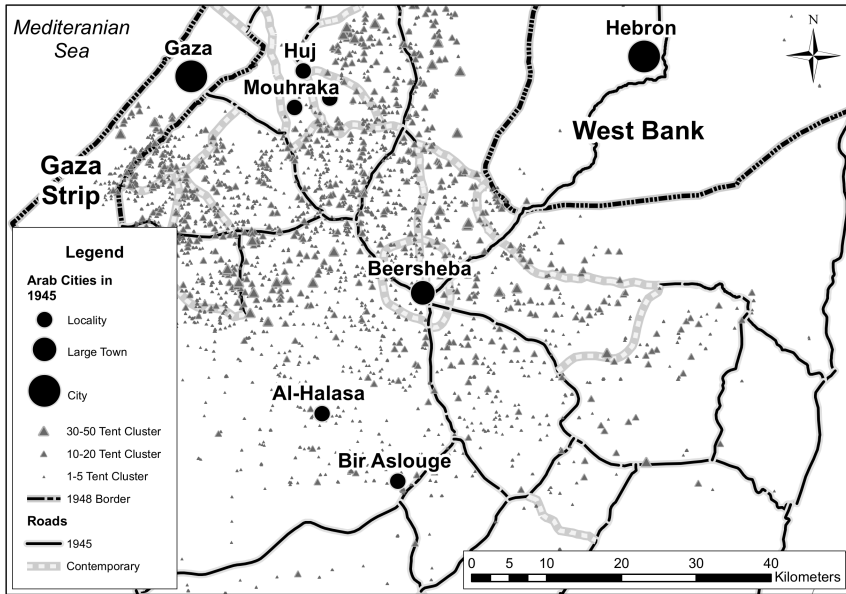 Mediteranian
Sea
Gaza
Huj
Mouhraka
Hebron
N
West Bank
Gaza
Strip
Beersheba
Al-Halasa
Bir Aslouge
Legend
Arab Cities in
1945
Locality
Large Town
City
30-50 Tent Cluster
10-20 Tent Cluster
1-5 Tent Cluster
1948 Border
Roads
1945
Contemporary
0 5 10 20 30 40
Kilometers